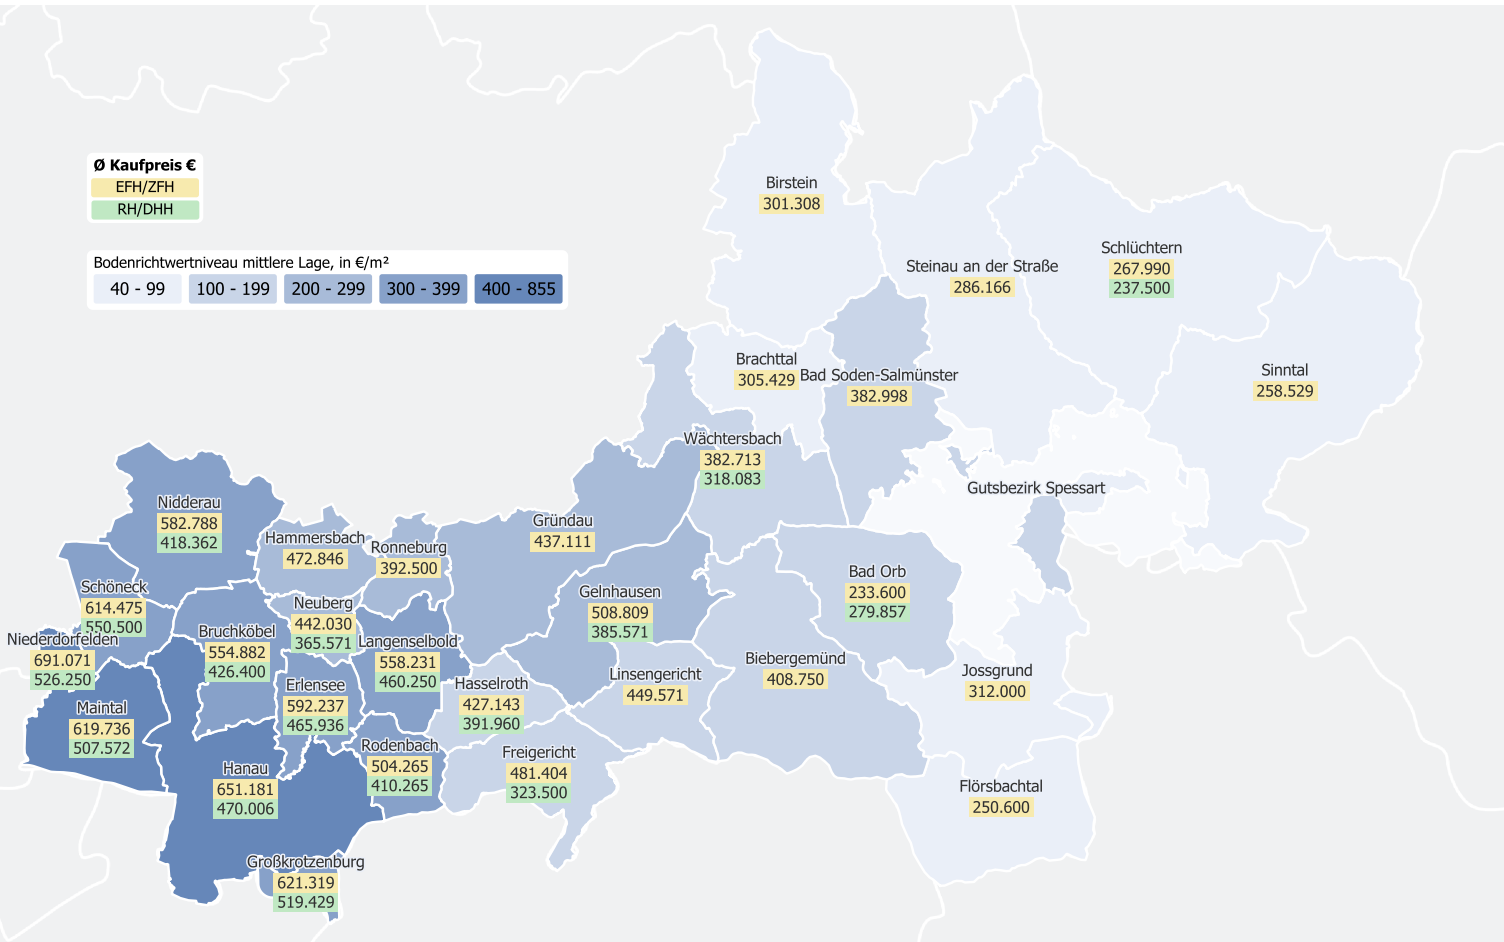 Ø Kaufpreis €
EFH/ZFH
RH/DHH
Bodenrichtwertniveau mittlere Lage, in €/m²
40 - 99
100 - 199
200 - 299
300 - 399
400 - 855
Birstein
301.308
Steinau an der Straße
286.166
Schlüchtern
267.990
237.500
Brachttal
305.429
Bad Soden-Salmünster
382.998
Sinntal
258.529
Wächtersbach
382.713
318.083
Gutsbezirk Spessart
Nidderau
582.788
418.362
Hammersbach
472.846
Ronneburg
392.500
Gründau
437.111
Schöneck
614.475
550.500
Neuberg
442.030
365.571
Gelnhausen
508.809
385.571
Bad Orb
233.600
279.857
Niederdorfelden
691.071
526.250
Bruchköbel
554.882
426.400
Langenselbold
558.231
460.250
Erlensee
592.237
465.936
Hasselroth
427.143
391.960
Linsengericht
449.571
Biebergemünd
408.750
Jossgrund
312.000
Maintal
619.736
507.572
Hanau
651.181
470.006
Rodenbach
504.265
410.265
Freigericht
481.404
323.500
Flörsbachtal
250.600
Großkrotzenburg
621.319
519.429